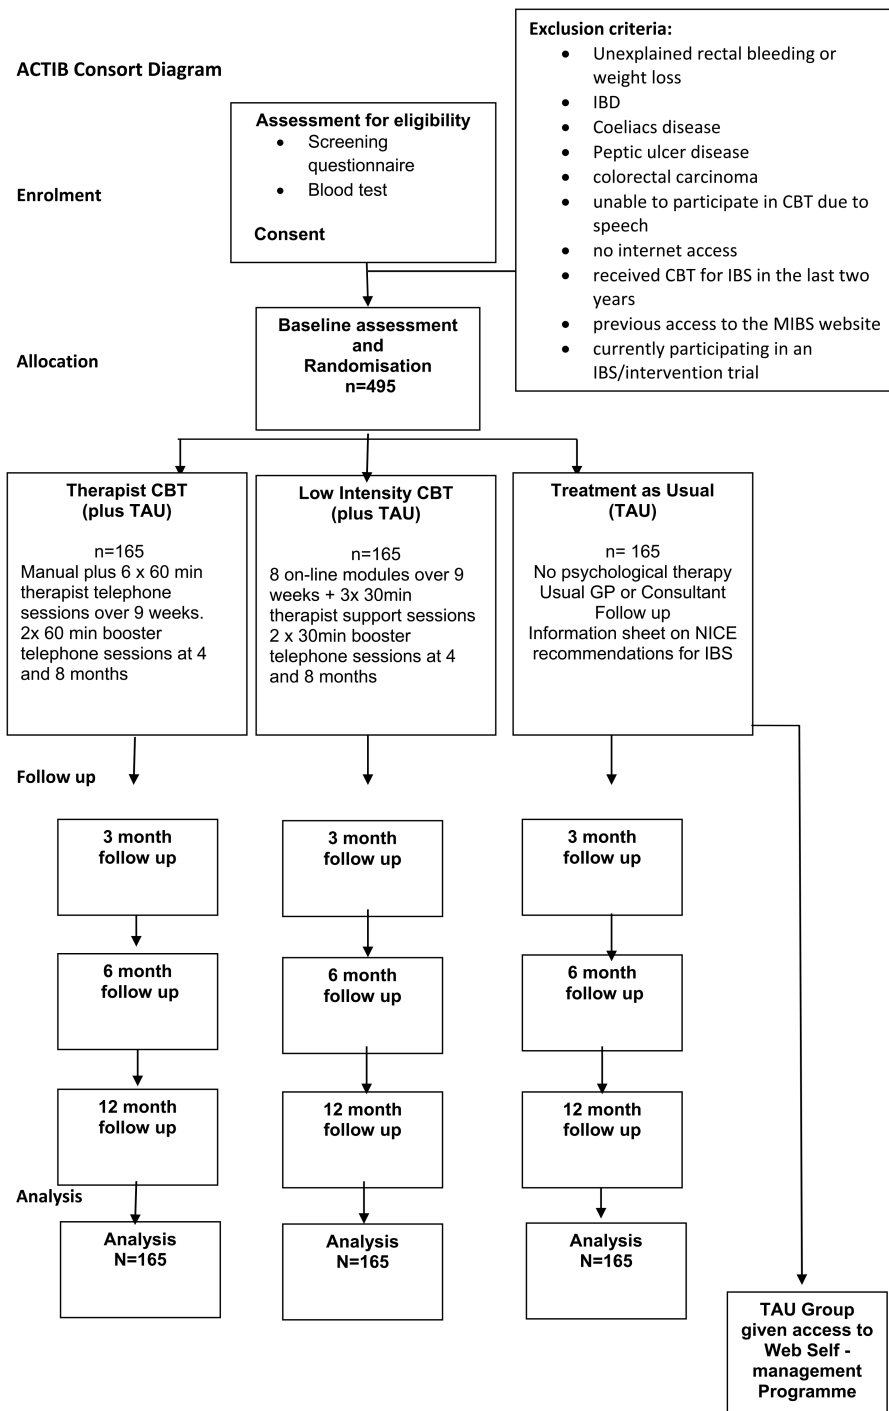 ACTIB Consort Diagram
Exclusion criteria:
• Unexplained rectal bleeding or
weight loss
• IBD
• Coeliacs disease
• Peptic ulcer disease
• colorectal carcinoma
• unable to participate in CBT due to
speech
• no internet access
• received CBT for IBS in the last two
years
• previous access to the MIBS website
• currently participating in an
IBS/intervention trial
Enrolment
Assessment for eligibility
• Screening
questionnaire
• Blood test
Consent
Allocation
Baseline assessment
and
Randomisation
n=495
Therapist CBT
(plus TAU)
n=165
Manual plus 6 x 60 min
therapist telephone
sessions over 9 weeks.
2x 60 min booster
telephone sessions at 4
and 8 months
Low Intensity CBT
(plus TAU)
n=165
8 on-line modules over 9
weeks + 3x 30min
therapist support sessions
2 x 30min booster
telephone sessions at 4
and 8 months
Treatment as Usual
(TAU)
n= 165
No psychological therapy
Usual GP or Consultant
Follow up
Information sheet on NICE
recommendations for IBS
Follow up
3 month
follow up
3 month
follow up
3 month
follow up
6 month
follow up
6 month
follow up
6 month
follow up
12 month
follow up
12 month
follow up
12 month
follow up
Analysis
Analysis
N=165
Analysis
N=165
Analysis
N=165
TAU Group
given access to
Web Self -
management
Programme